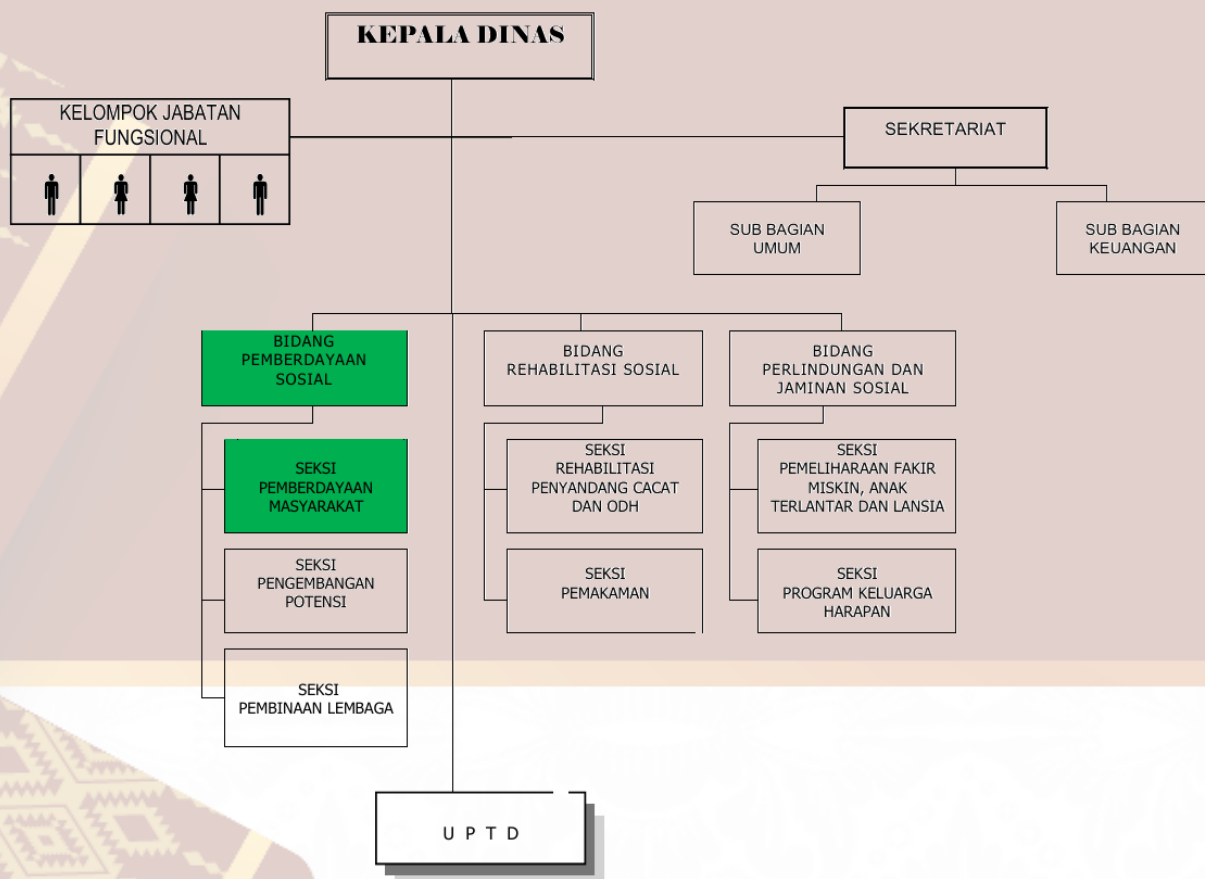 KEPALA DINAS
KELOMPOK JABATAN
FUNGSIONAL
SEKRETARIAT
SUB BAGIAN
UMUM
SUB BAGIAN
KEUANGAN
BIDANG
PEMBERDAYAAN
SOSIAL
BIDANG
REHABILITASI SOSIAL
BIDANG
PERLINDUNGAN DAN
JAMINAN SOSIAL
SEKSI
PEMBERDAYAAN
MASYARAKAT
SEKSI
REHABILITASI
PENYANDANG CACAT
DAN ODH
SEKSI
PEMELIHARAAN FAKIR
MISKIN, ANAK
TERLANTAR DAN LANSIA
SEKSI
PENGEMBANGAN
POTENSI
SEKSI
PEMAKAMAN
SEKSI
PROGRAM KELUARGA
HARAPAN
SEKSI
PEMBINAAN LEMBAGA
U P T D